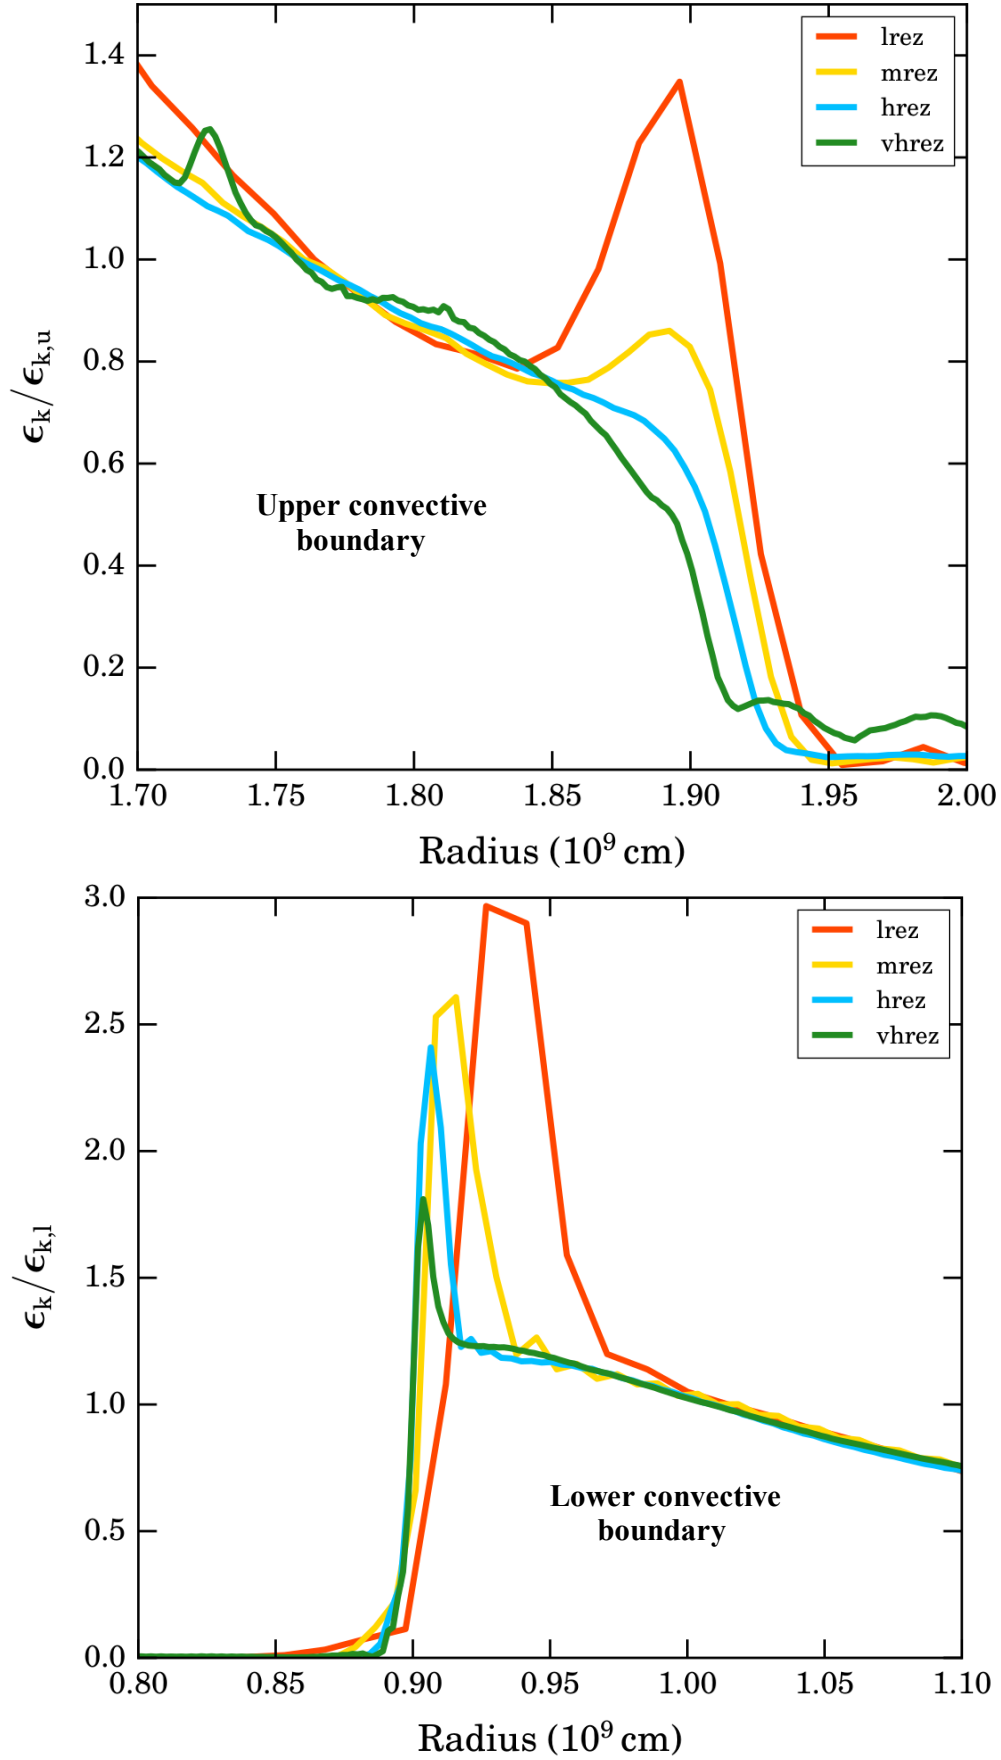 1.4
1.2
1.0
0.8
0.6
0.4
0.2
0.0
ϵk/ϵk,u
lrez
mrez
hrez
vhrez
Upper convective
boundary
1.70 1.75 1.80 1.85 1.90 1.95 2.00
Radius (10⁹ cm)
3.0
2.5
2.0
1.5
1.0
0.5
0.0
ϵk/ϵk,l
lrez
mrez
hrez
vhrez
Lower convective
boundary
0.80 0.85 0.90 0.95 1.00 1.05 1.10
Radius (10⁹ cm)